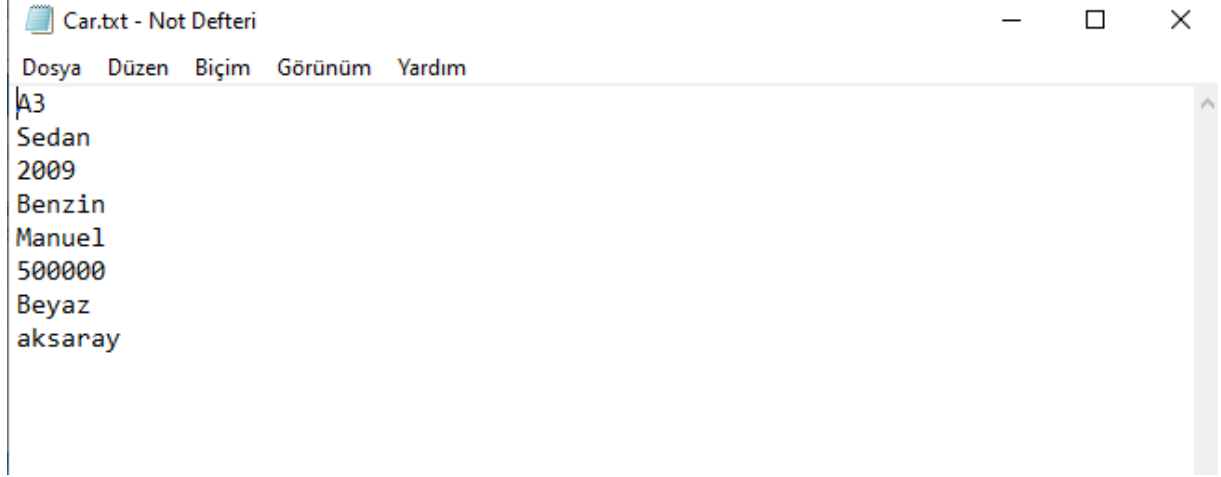 Car.txt - Not Defteri
Dosya Düzen Biçim Görünüm Yardım
A3
Sedan
2009
Benzin
Manuel
500000
Beyaz
aksaray